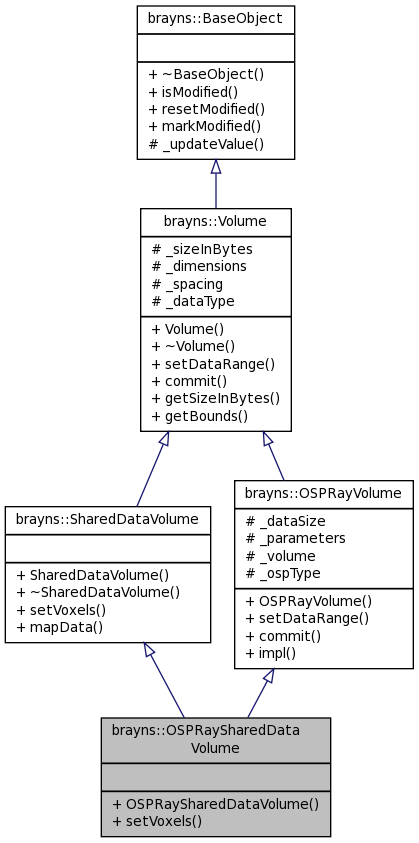 brayns::BaseObject
+ ~BaseObject()
+ isModified()
+ resetModified()
+ markModified()
# _updateValue()
brayns::Volume
# _sizeInBytes
# _dimensions
# _spacing
# _dataType
+ Volume()
+ ~Volume()
+ setDataRange()
+ commit()
+ getSizeInBytes()
+ getBounds()
brayns::SharedDataVolume
+ SharedDataVolume()
+ ~SharedDataVolume()
+ setVoxels()
+ mapData()
brayns::OSPRayVolume
# _dataSize
# _parameters
# _volume
# _ospType
+ OSPRayVolume()
+ setDataRange()
+ commit()
+ impl()
brayns::OSPRaySharedData
Volume
+ OSPRaySharedDataVolume()
+ setVoxels()